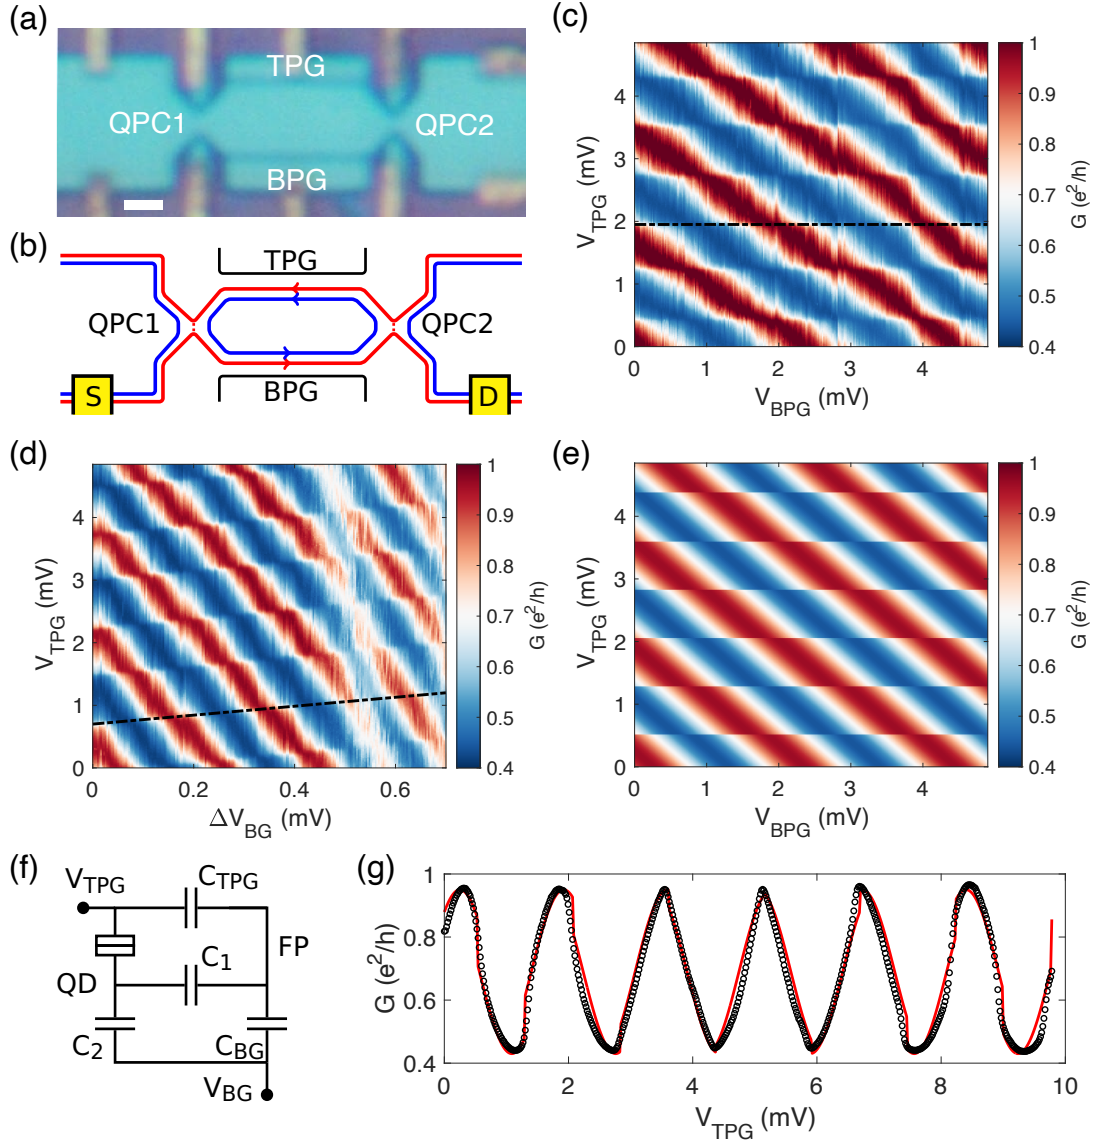 (a)
TPG
QPC1
QPC2
BPG
(b)
TPG
QPC1
QPC2
BPG
S
D
(c)
V_TPG (mV)
4
3
2
1
0
0 1 2 3 4
V_BPG (mV)
1
0.9
0.8
0.7
0.6
0.5
0.4
G (e²/h)
(d)
V_TPG (mV)
4
3
2
1
0
0 0.2 0.4 0.6
ΔV_BG (mV)
1
0.9
0.8
0.7
0.6
0.5
0.4
G (e²/h)
(e)
V_TPG (mV)
4
3
2
1
0
0 1 2 3 4
V_BPG (mV)
1
0.9
0.8
0.7
0.6
0.5
0.4
G (e²/h)
(f)
V_TPG
C_TPG
FP
C_1
QD
C_2
C_BG
V_BG
(g)
G (e²/h)
1
0.8
0.6
0.4
0 2 4 6 8 10
V_TPG (mV)